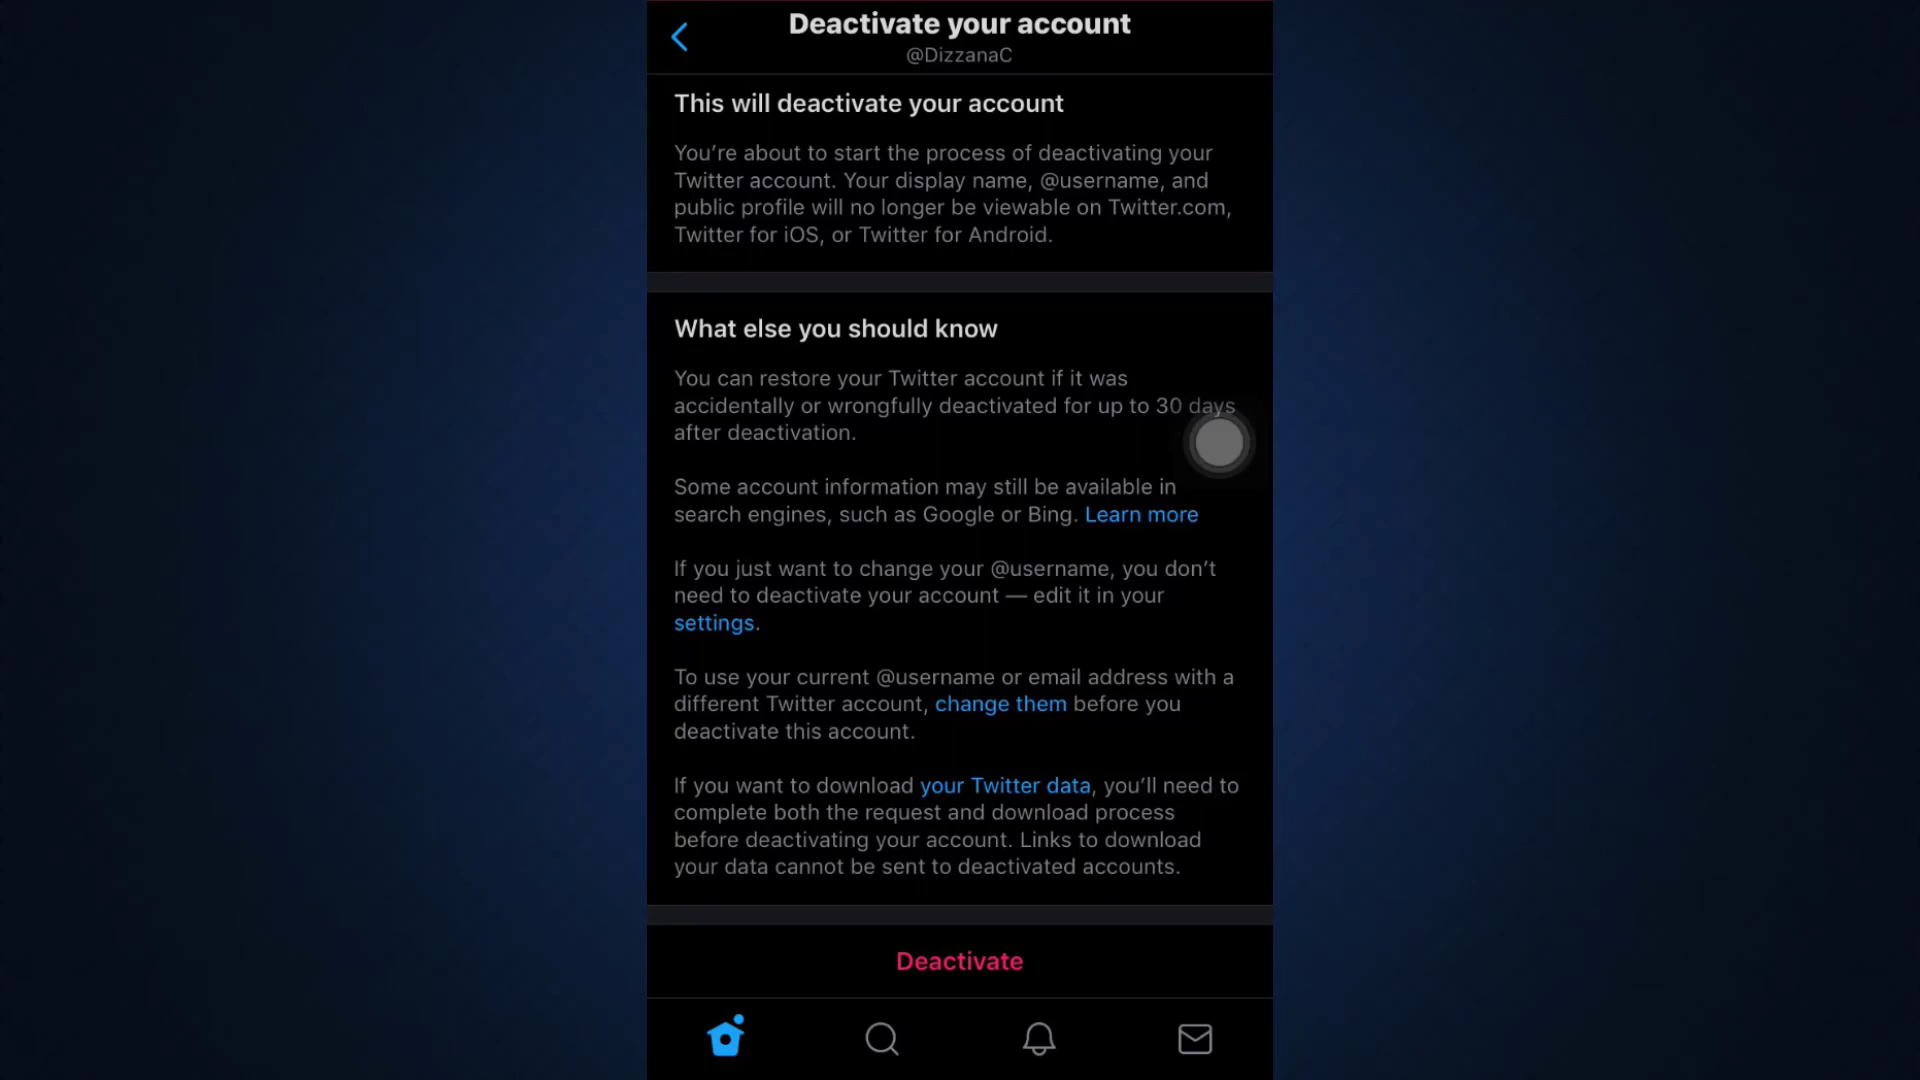 Deactivate your account
@DizzanaC
This will deactivate your account
You’re about to start the process of deactivating your
Twitter account. Your display name, @username, and
public profile will no longer be viewable on Twitter.com,
Twitter for iOS, or Twitter for Android.
What else you should know
You can restore your Twitter account if it was
accidentally or wrongfully deactivated for up to 30 days
after deactivation.
Some account information may still be available in
search engines, such as Google or Bing. Learn more
If you just want to change your @username, you don’t
need to deactivate your account — edit it in your
settings.
To use your current @username or email address with a
different Twitter account, change them before you
deactivate this account.
If you want to download your Twitter data, you’ll need to
complete both the request and download process
before deactivating your account. Links to download
your data cannot be sent to deactivated accounts.
Deactivate